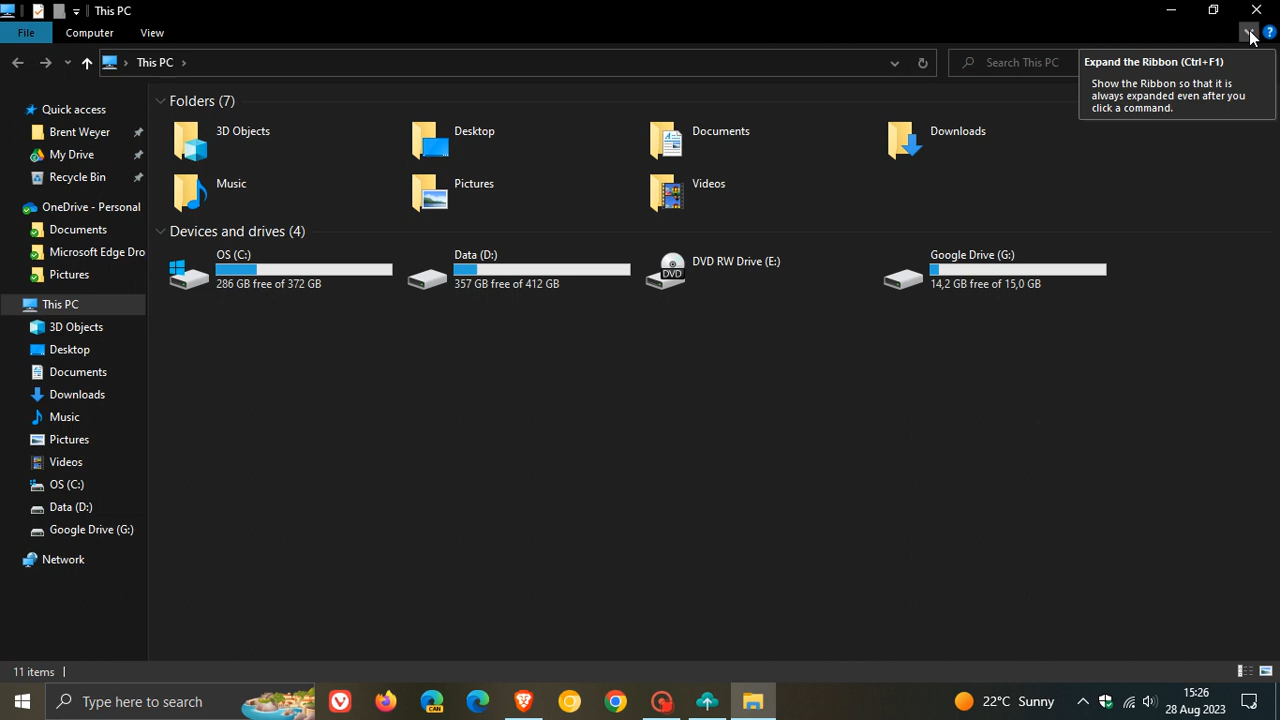 This PC
File Computer View
This PC
Search This PC
Expand the Ribbon (Ctrl+F1)
Show the Ribbon so that it is
always expanded even after you
click a command.
Quick access
Brent Weyer
My Drive
Recycle Bin
OneDrive - Personal
Documents
Microsoft Edge Dro
Pictures
This PC
3D Objects
Desktop
Documents
Downloads
Music
Pictures
Videos
OS (C:)
Data (D:)
Google Drive (G:)
Network
Folders (7)
3D Objects Desktop Documents Downloads
Music Pictures Videos
Devices and drives (4)
OS (C:)
286 GB free of 372 GB
Data (D:)
357 GB free of 412 GB
DVD
DVD RW Drive (E:)
Google Drive (G:)
14,2 GB free of 15,0 GB
11 items
Type here to search
CAN
22°C Sunny
15:26
28 Aug 2023